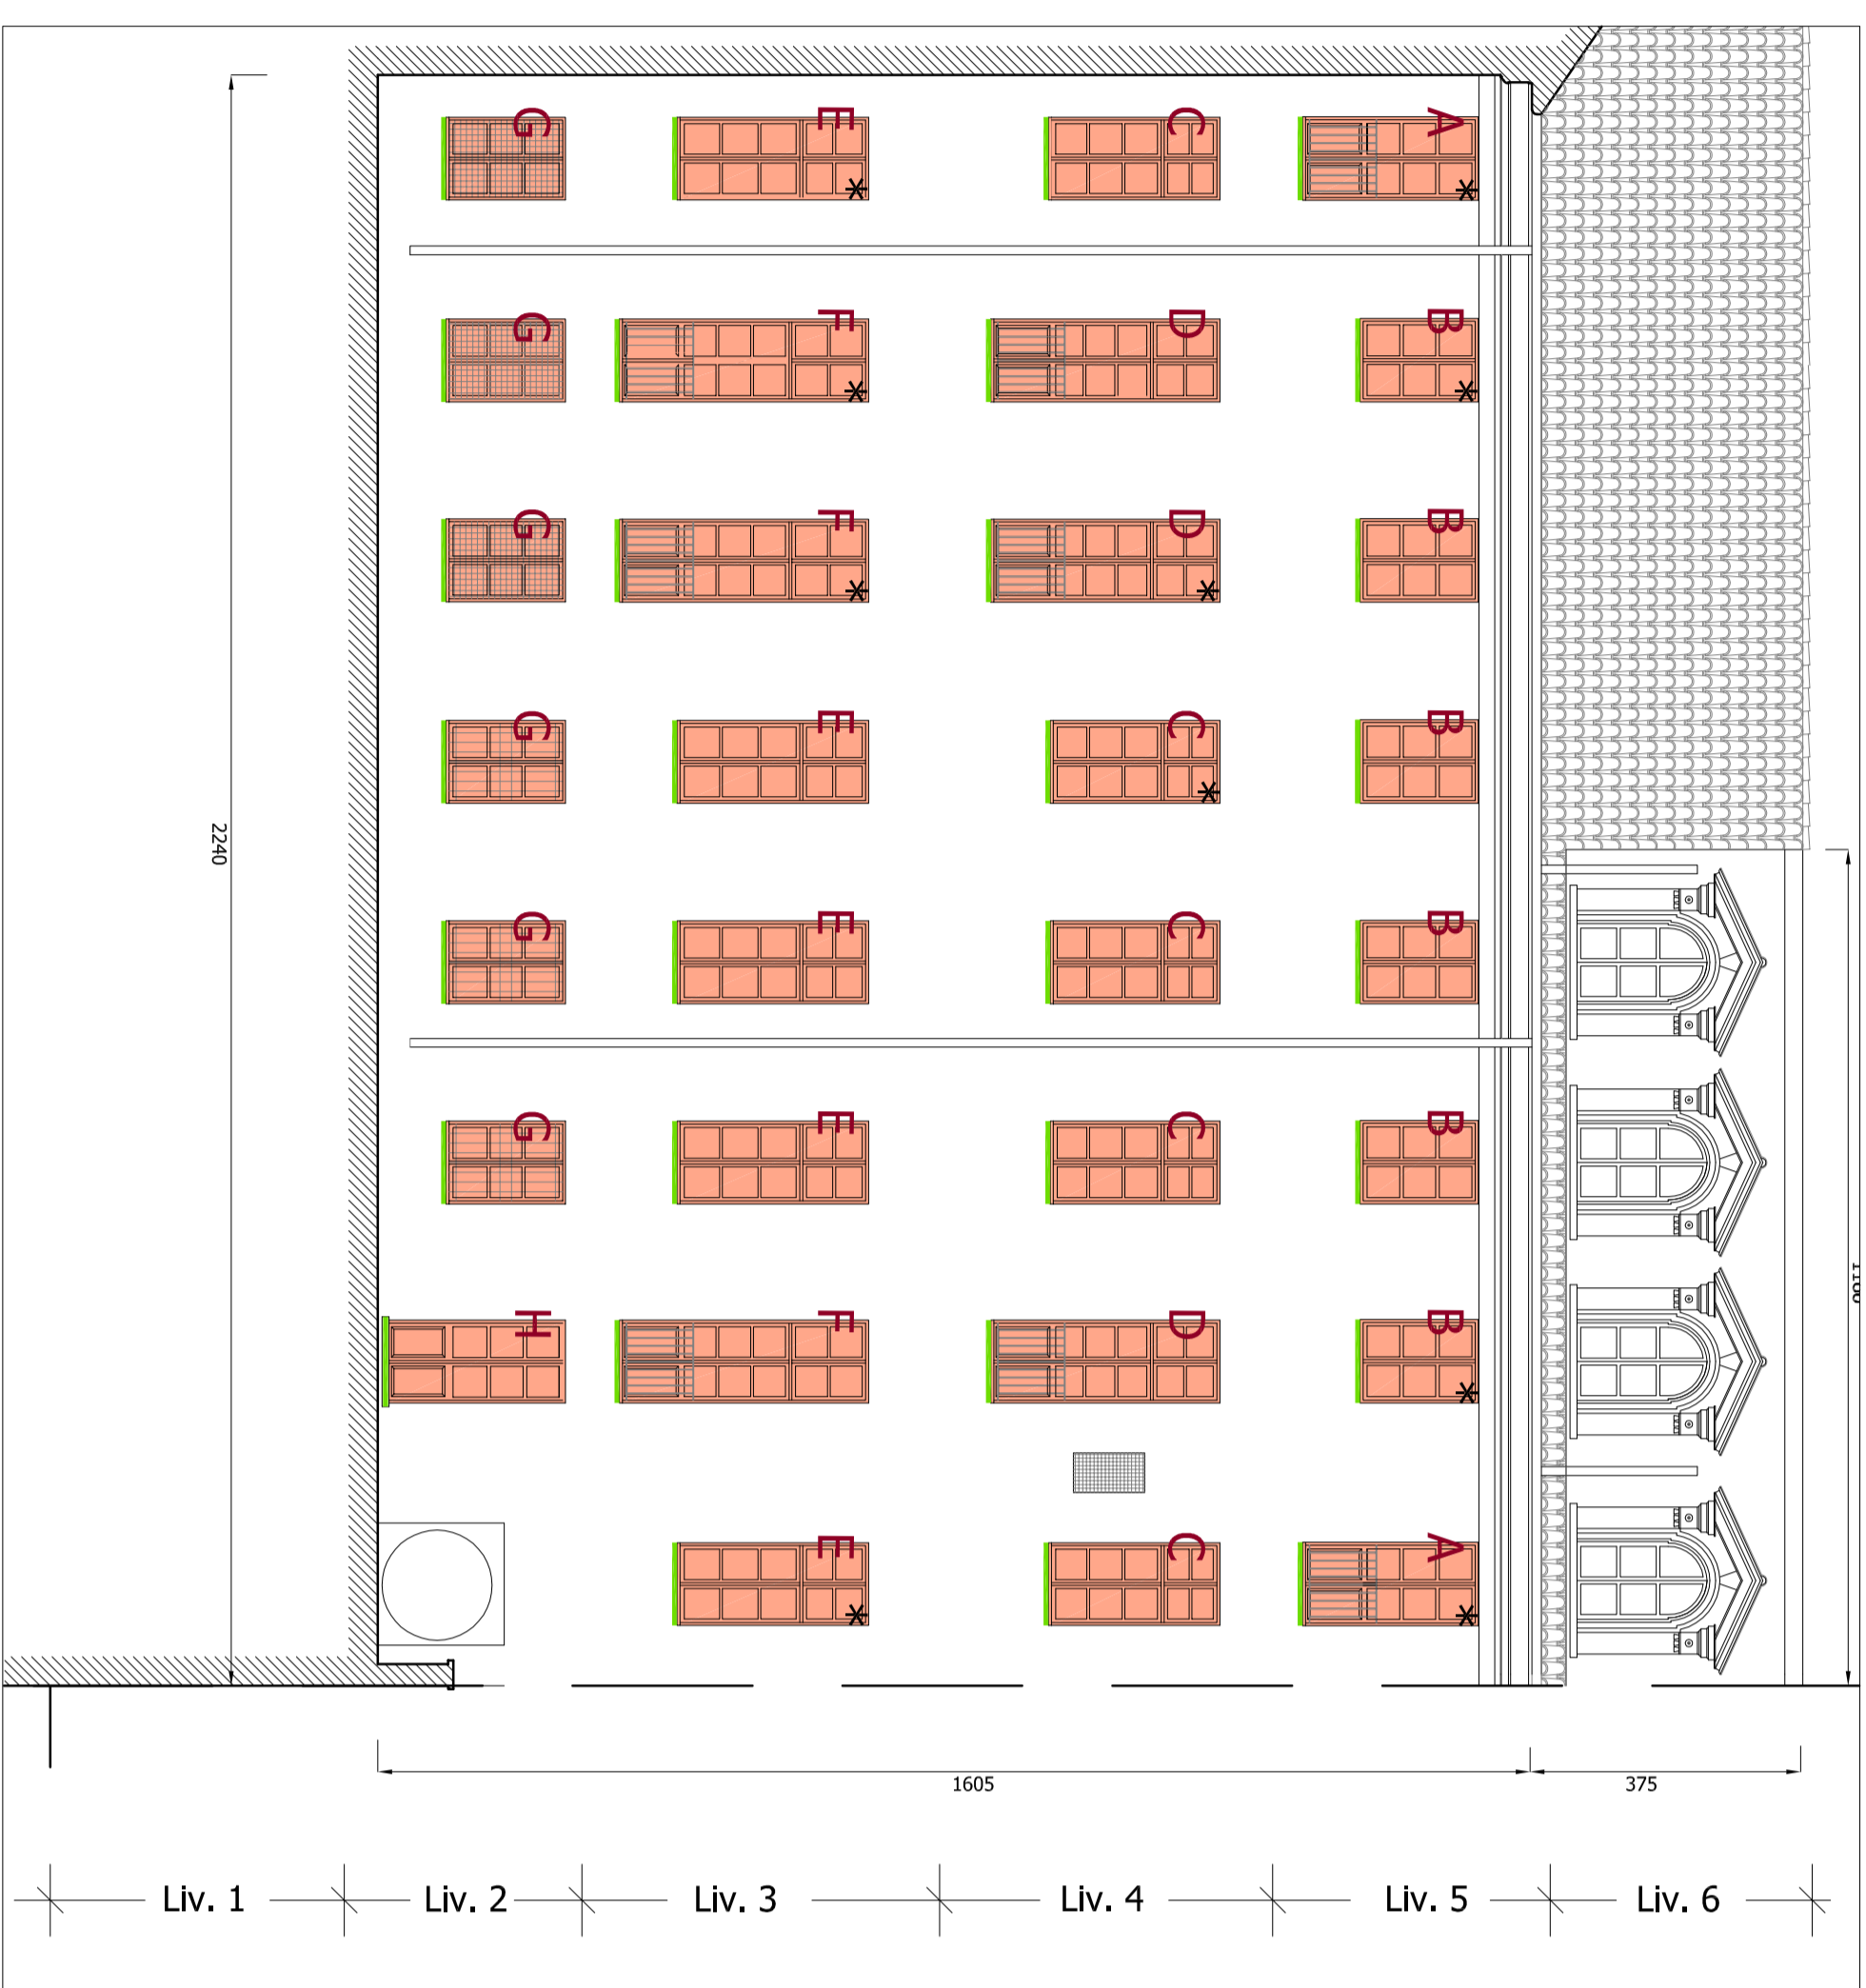 G E C A
* *
G F D B
* *
G F D B
* *
G E C B
*
2240
G E C B
G E C B
H F D B
*
E C A
* *
1605 375
Liv. 1 Liv. 2 Liv. 3 Liv. 4 Liv. 5 Liv. 6